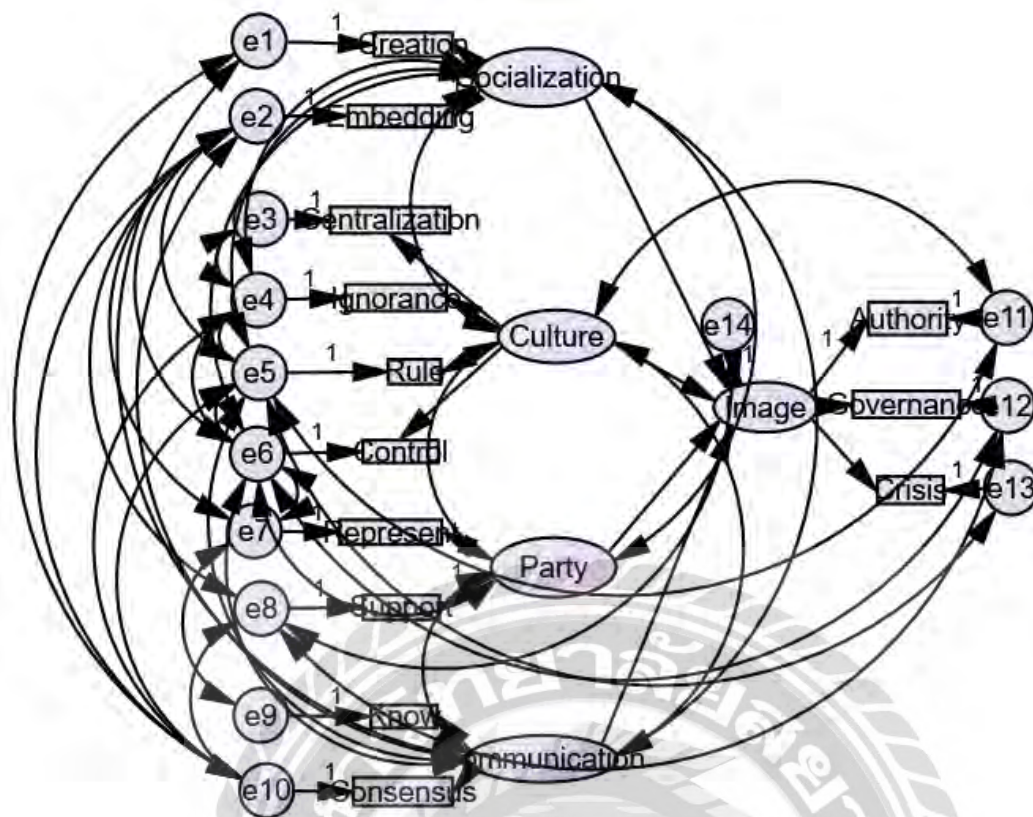 e1 1 Creation
Socialization
e2 1 Embedding
e3 1 Centralization
e4 1 Ignorance
e14 1
1 Authority 1 e11
Culture
e5 1 Rule
Image
Governance 1 e12
e6 1 Control
Crisis 1 e13
e7 1 Represent
Party
1
e8 1 Support
e9 1 Know
Communication
e10 1 Consensus